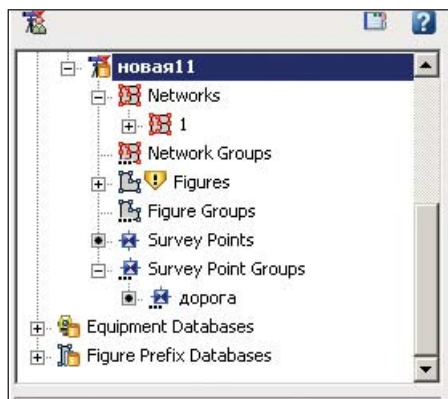 новая11
Networks
1
Network Groups
Figures
Figure Groups
Survey Points
Survey Point Groups
дорога
Equipment Databases
Figure Prefix Databases